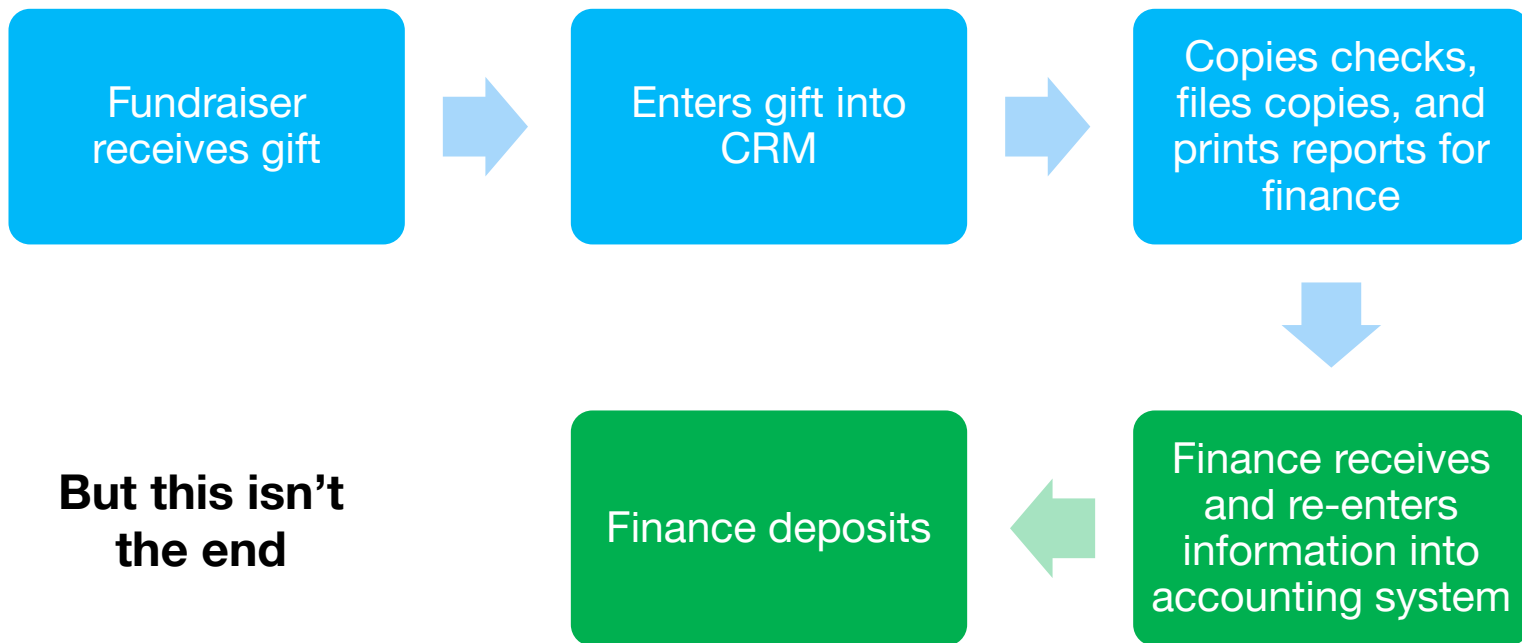 Fundraiser
receives gift
Enters gift into
CRM
Copies checks,
files copies, and
prints reports for
finance
Finance receives
and re-enters
information into
accounting system
Finance deposits
But this isn’t
the end